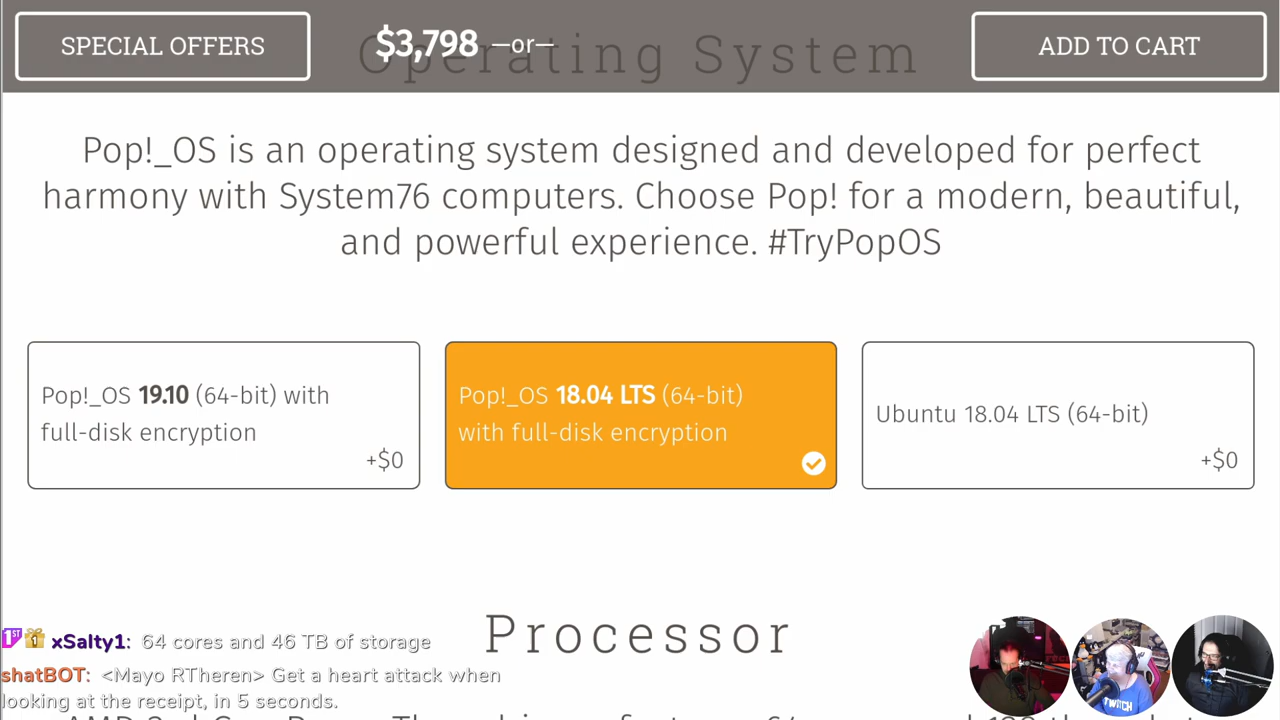 SPECIAL OFFERS
$3,798 —or—
ADD TO CART
Operating System
Pop!_OS is an operating system designed and developed for perfect
harmony with System76 computers. Choose Pop! for a modern, beautiful,
and powerful experience. #TryPopOS
Pop!_OS 19.10 (64-bit) with
full-disk encryption
+$0
Pop!_OS 18.04 LTS (64-bit)
with full-disk encryption
Ubuntu 18.04 LTS (64-bit)
+$0
Processor
1ST 1 xSalty1: 64 cores and 46 TB of storage
shatBOT: <Mayo RTheren> Get a heart attack when
looking at the receipt, in 5 seconds.